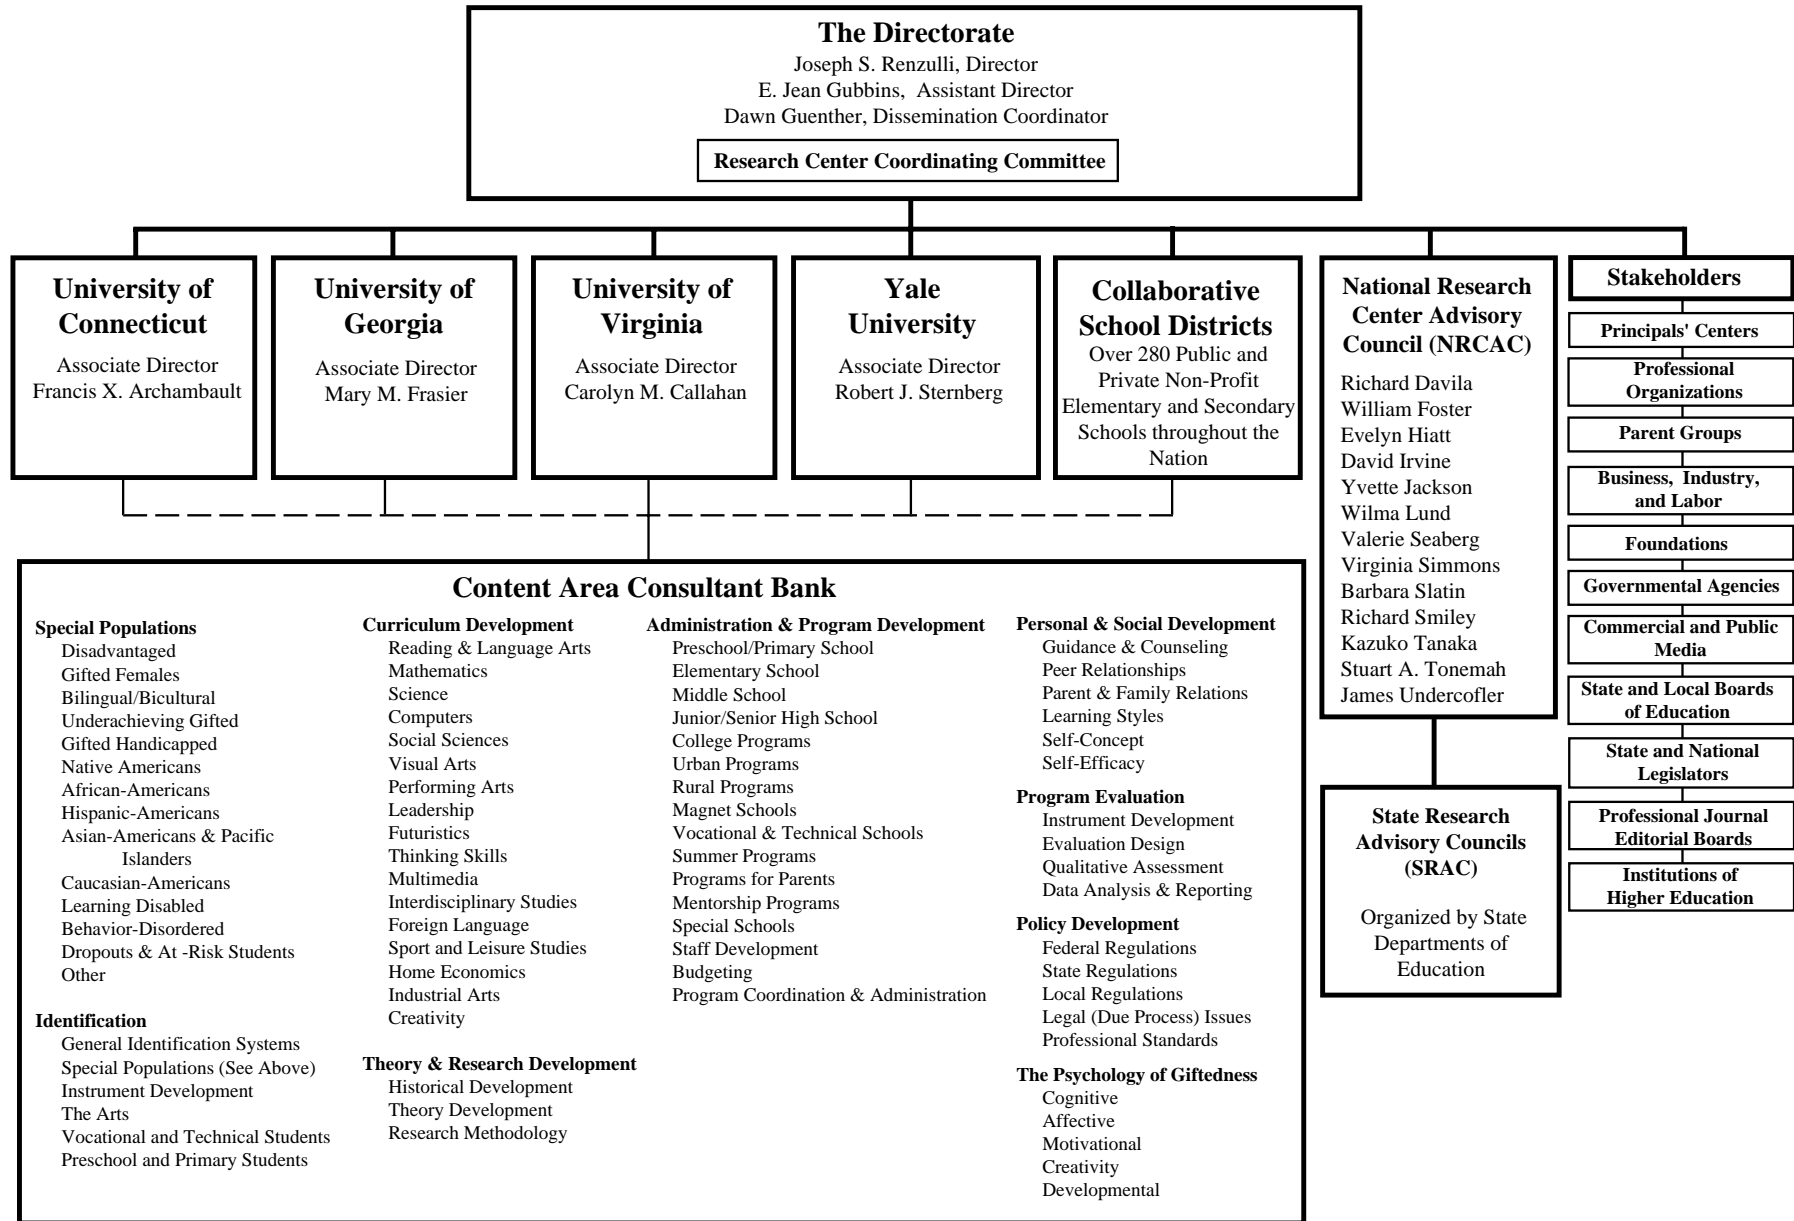 The Directorate
Joseph S. Renzulli, Director
E. Jean Gubbins, Assistant Director
Dawn Guenther, Dissemination Coordinator
Research Center Coordinating Committee
University of
Connecticut
Associate Director
Francis X. Archambault
University of
Georgia
Associate Director
Mary M. Frasier
University of
Virginia
Associate Director
Carolyn M. Callahan
Yale
University
Associate Director
Robert J. Sternberg
Collaborative
School Districts
Over 280 Public and
Private Non-Profit
Elementary and Secondary
Schools throughout the
Nation
National Research
Center Advisory
Council (NRCAC)
Richard Davila
William Foster
Evelyn Hiatt
David Irvine
Yvette Jackson
Wilma Lund
Valerie Seaberg
Virginia Simmons
Barbara Slatin
Richard Smiley
Kazuko Tanaka
Stuart A. Tonemah
James Undercofler
State Research
Advisory Councils
(SRAC)
Organized by State
Departments of
Education
Stakeholders
Principals' Centers
Professional
Organizations
Parent Groups
Business, Industry,
and Labor
Foundations
Governmental Agencies
Commercial and Public
Media
State and Local Boards
of Education
State and National
Legislators
Professional Journal
Editorial Boards
Institutions of
Higher Education
Content Area Consultant Bank
Special Populations
Disadvantaged
Gifted Females
Bilingual/Bicultural
Underachieving Gifted
Gifted Handicapped
Native Americans
African-Americans
Hispanic-Americans
Asian-Americans & Pacific
Islanders
Caucasian-Americans
Learning Disabled
Behavior-Disordered
Dropouts & At -Risk Students
Other
Identification
General Identification Systems
Special Populations (See Above)
Instrument Development
The Arts
Vocational and Technical Students
Preschool and Primary Students
Curriculum Development
Reading & Language Arts
Mathematics
Science
Computers
Social Sciences
Visual Arts
Performing Arts
Leadership
Futuristics
Thinking Skills
Multimedia
Interdisciplinary Studies
Foreign Language
Sport and Leisure Studies
Home Economics
Industrial Arts
Creativity
Theory & Research Development
Historical Development
Theory Development
Research Methodology
Administration & Program Development
Preschool/Primary School
Elementary School
Middle School
Junior/Senior High School
College Programs
Urban Programs
Rural Programs
Magnet Schools
Vocational & Technical Schools
Summer Programs
Programs for Parents
Mentorship Programs
Special Schools
Staff Development
Budgeting
Program Coordination & Administration
Personal & Social Development
Guidance & Counseling
Peer Relationships
Parent & Family Relations
Learning Styles
Self-Concept
Self-Efficacy
Program Evaluation
Instrument Development
Evaluation Design
Qualitative Assessment
Data Analysis & Reporting
Policy Development
Federal Regulations
State Regulations
Local Regulations
Legal (Due Process) Issues
Professional Standards
The Psychology of Giftedness
Cognitive
Affective
Motivational
Creativity
Developmental